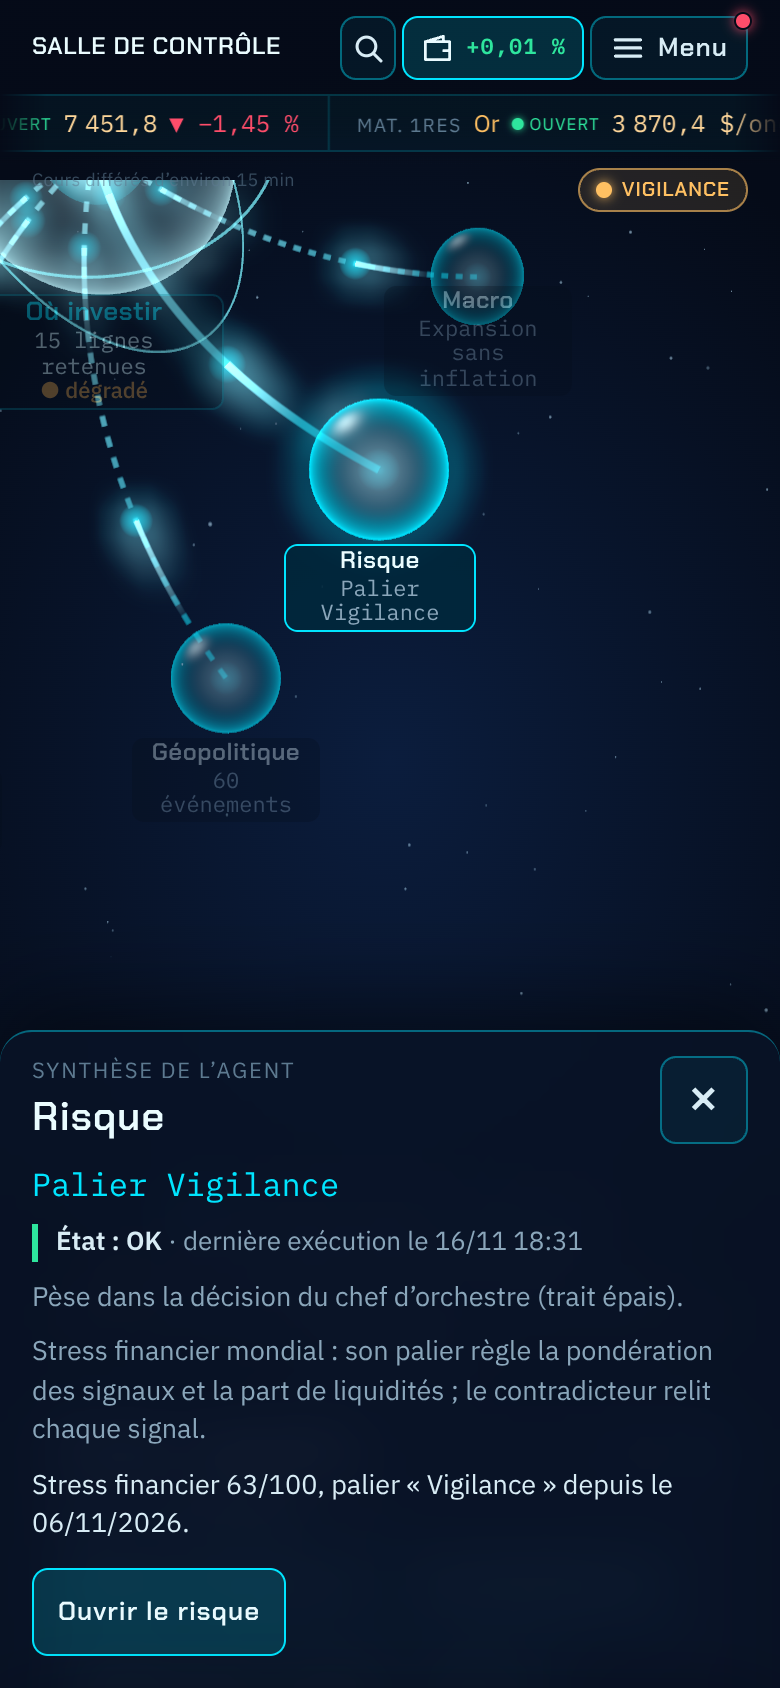 SALLE DE CONTRÔLE
+0,01 %
Menu
7 451,8 ▼ −1,45 %
MAT. 1RES Or ● OUVERT 3 870,4
Cours différés d’environ 15 min
VIGILANCE
Macro
Expansion
sans
inflation
Où investir
15 lignes
retenues
dégradé
Risque
Palier
Vigilance
Géopolitique
60
événements
SYNTHÈSE DE L’AGENT
Risque
✕
Palier Vigilance
État : OK · dernière exécution le 16/11 18:31
Pèse dans la décision du chef d’orchestre (trait épais).
Stress financier mondial : son palier règle la pondération
des signaux et la part de liquidités ; le contradicteur relit
chaque signal.
Stress financier 63/100, palier « Vigilance » depuis le
06/11/2026.
Ouvrir le risque